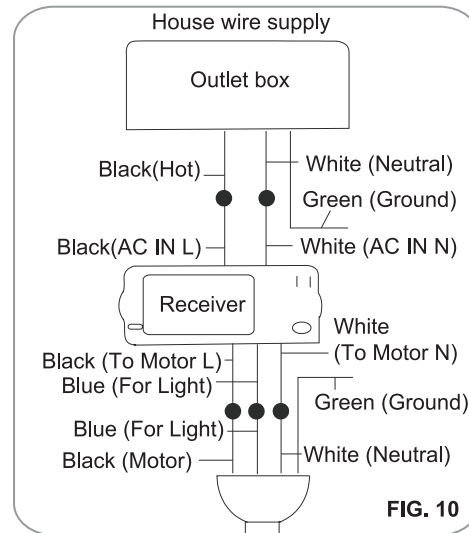 House wire supply
Outlet box
Black(Hot)
White (Neutral)
Green (Ground)
Black(AC IN L)
White (AC IN N)
Receiver
White
(To Motor N)
Black (To Motor L)
Blue (For Light)
Green (Ground)
Blue (For Light)
Black (Motor)
White (Neutral)
FIG. 10